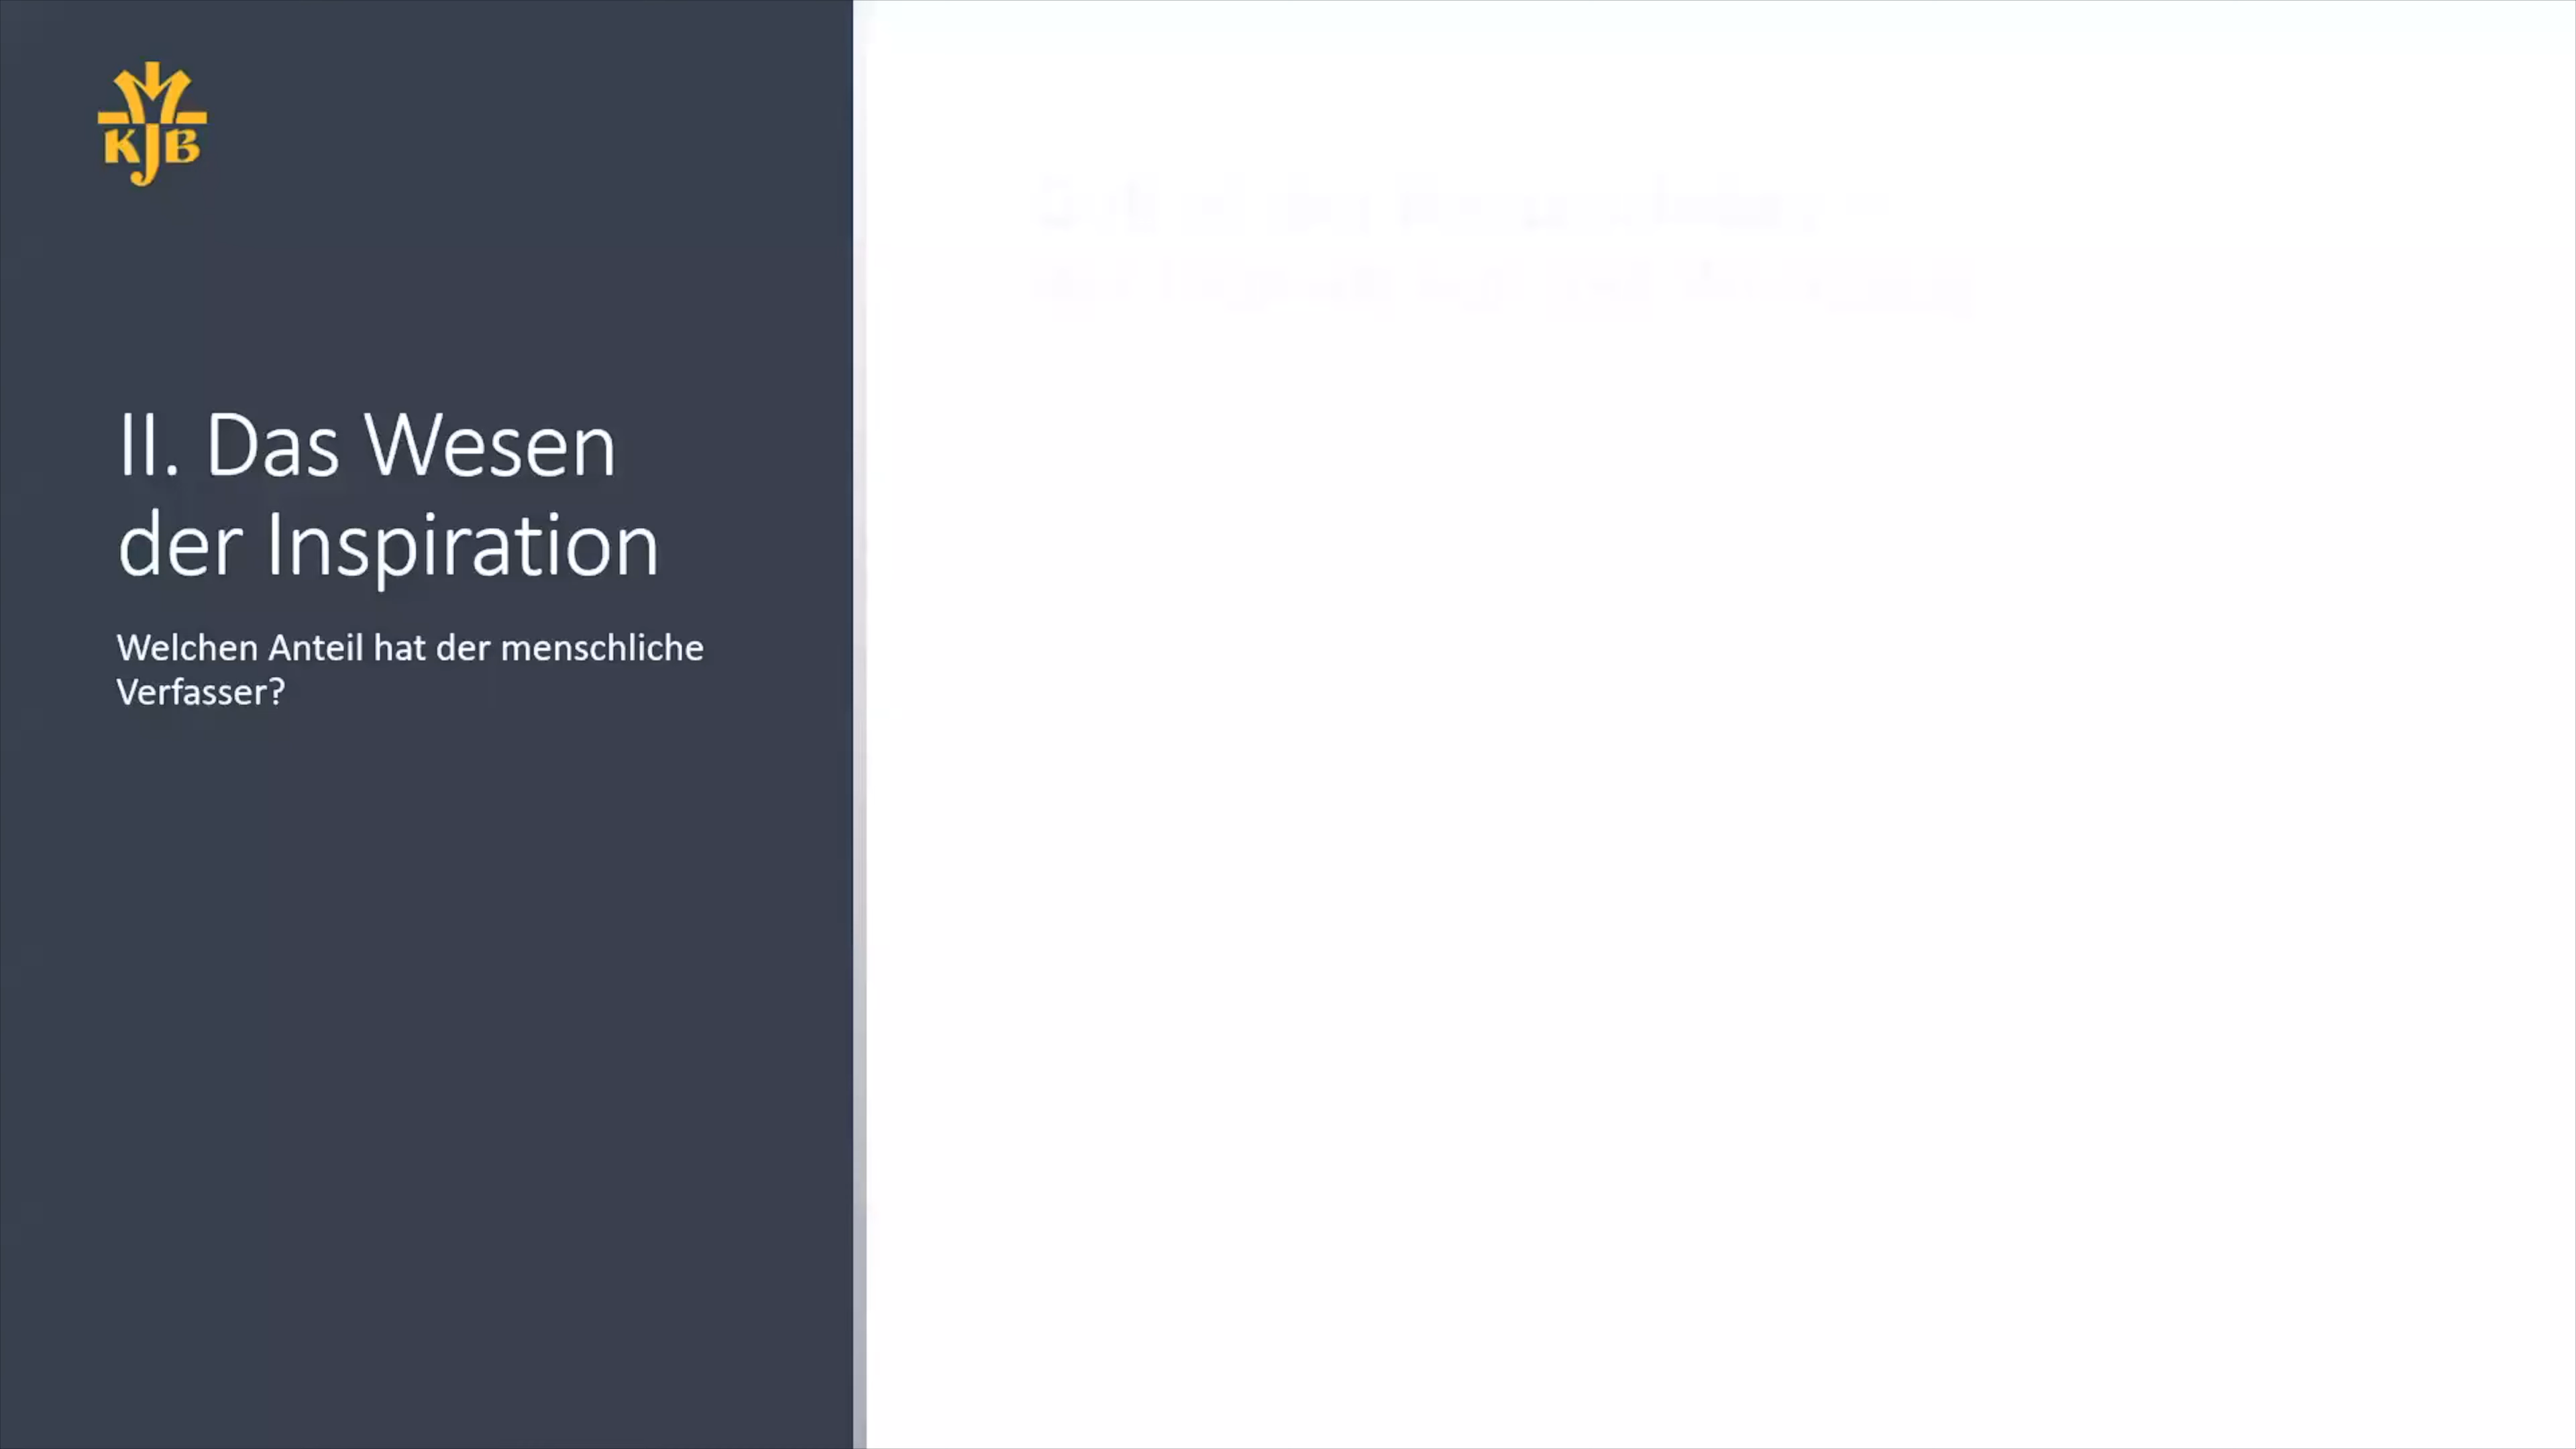 KJB
II. Das Wesen
der Inspiration
Welchen Anteil hat der menschliche
Verfasser?